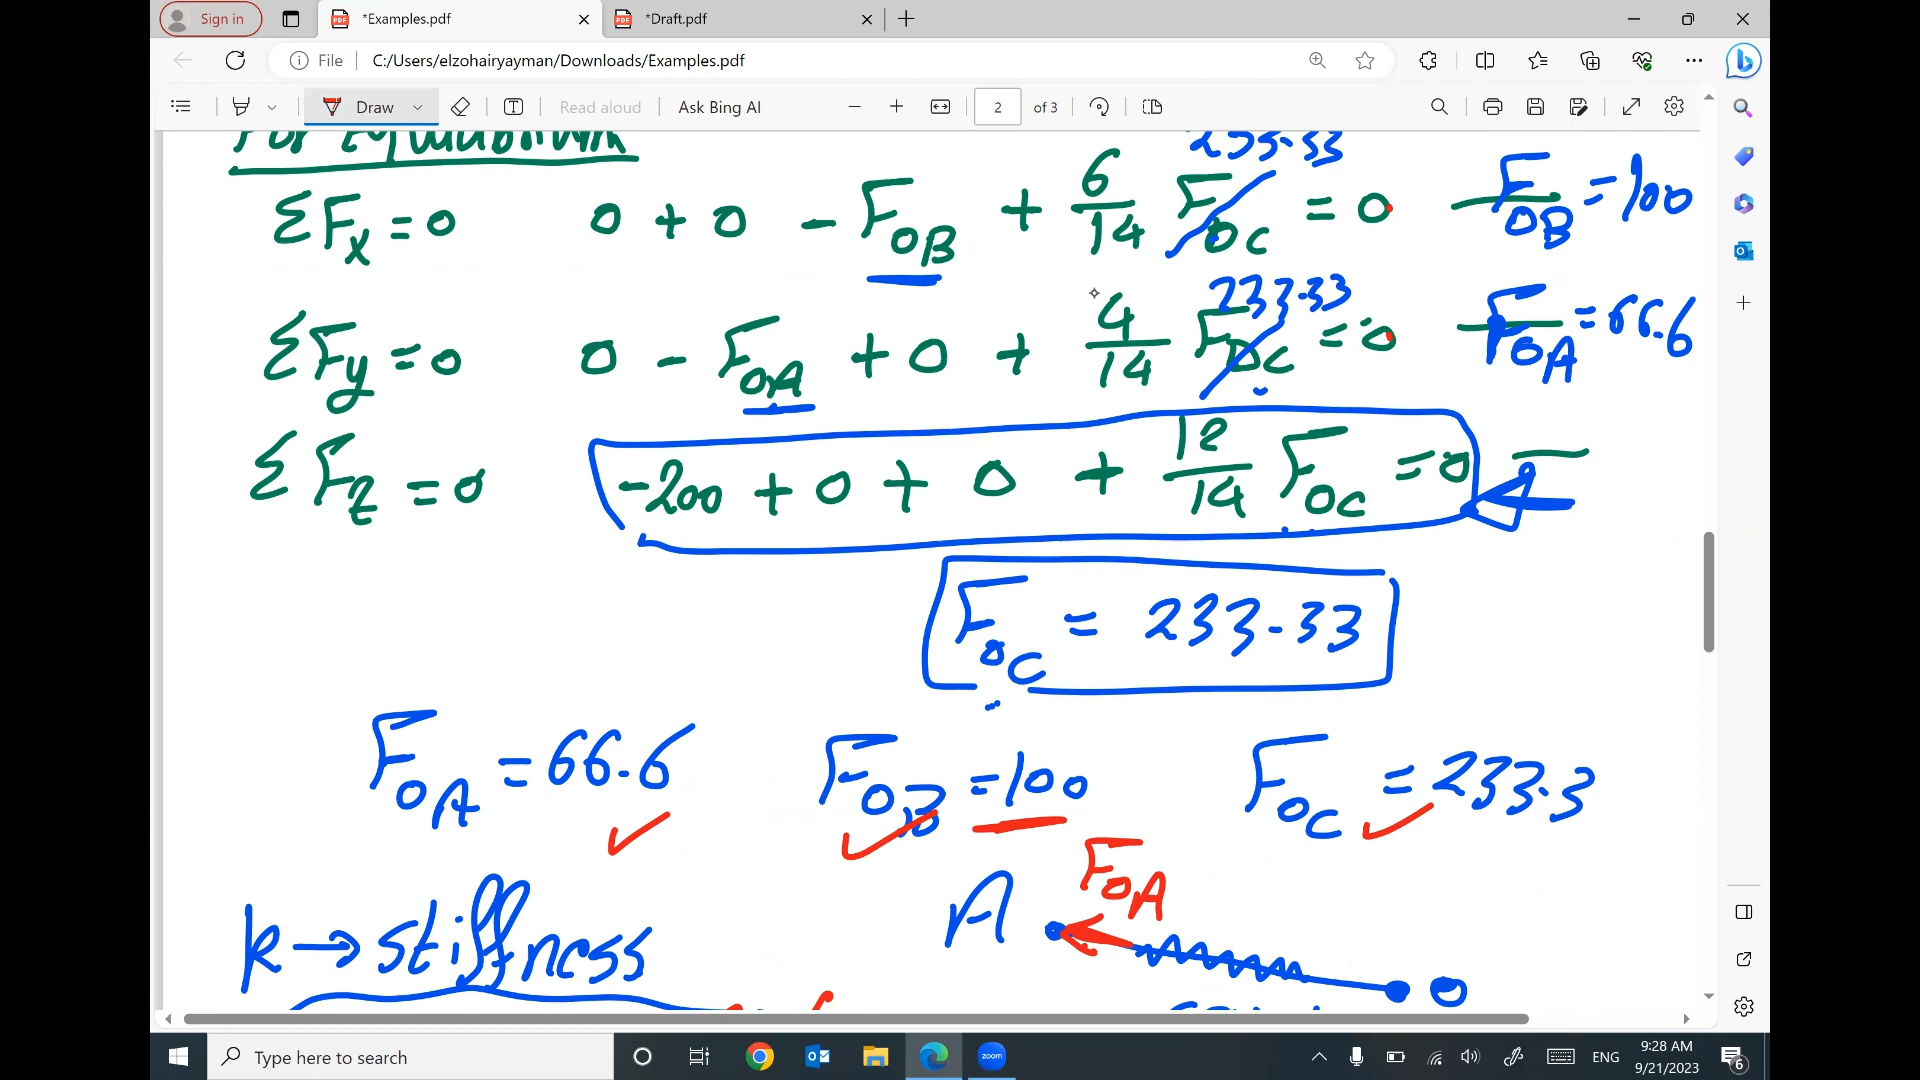 Sign in
*Examples.pdf
*Draft.pdf
File C:/Users/elzohairyayman/Downloads/Examples.pdf
Draw
Read aloud
Ask Bing AI
2 of 3
For Equilibrium
ΣFx = 0 0 + 0 - FOB + 6/14 FOC = 0 233.33 FOB = 100
ΣFy = 0 0 - FOA + 0 + 4/14 FOC = 0 233.33 FOA = 66.6
ΣFz = 0 -200 + 0 + 0 + 12/14 FOC = 0
FOC = 233.33
FOA = 66.6 FOB = 100 FOC = 233.3
k → stiffness A FOA O
Type here to search
zoom
ENG
9:28 AM
9/21/2023
6